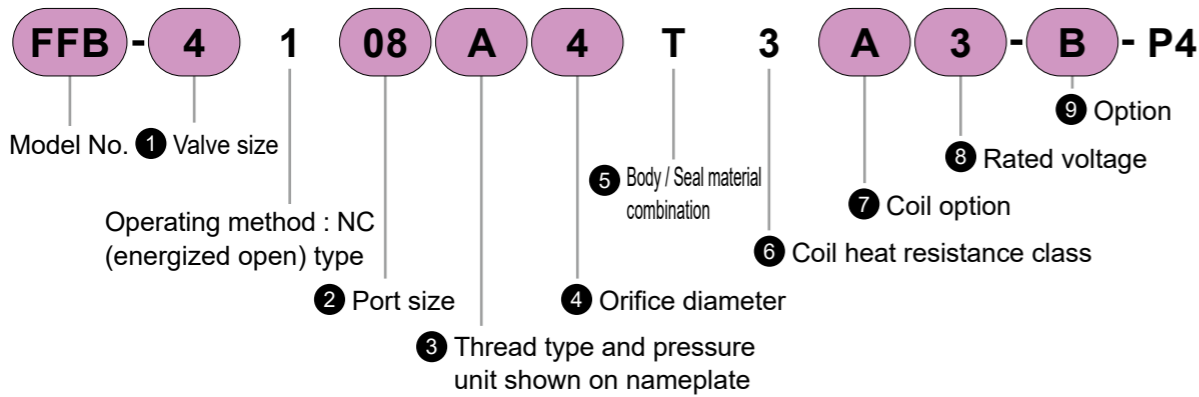 FFB - 4 1 08 A 4 T 3 A 3 - B - P4
9 Option
Model No. 1 Valve size
8 Rated voltage
5 Body / Seal material
combination
7 Coil option
Operating method : NC
(energized open) type
6 Coil heat resistance class
2 Port size
4 Orifice diameter
3 Thread type and pressure
unit shown on nameplate